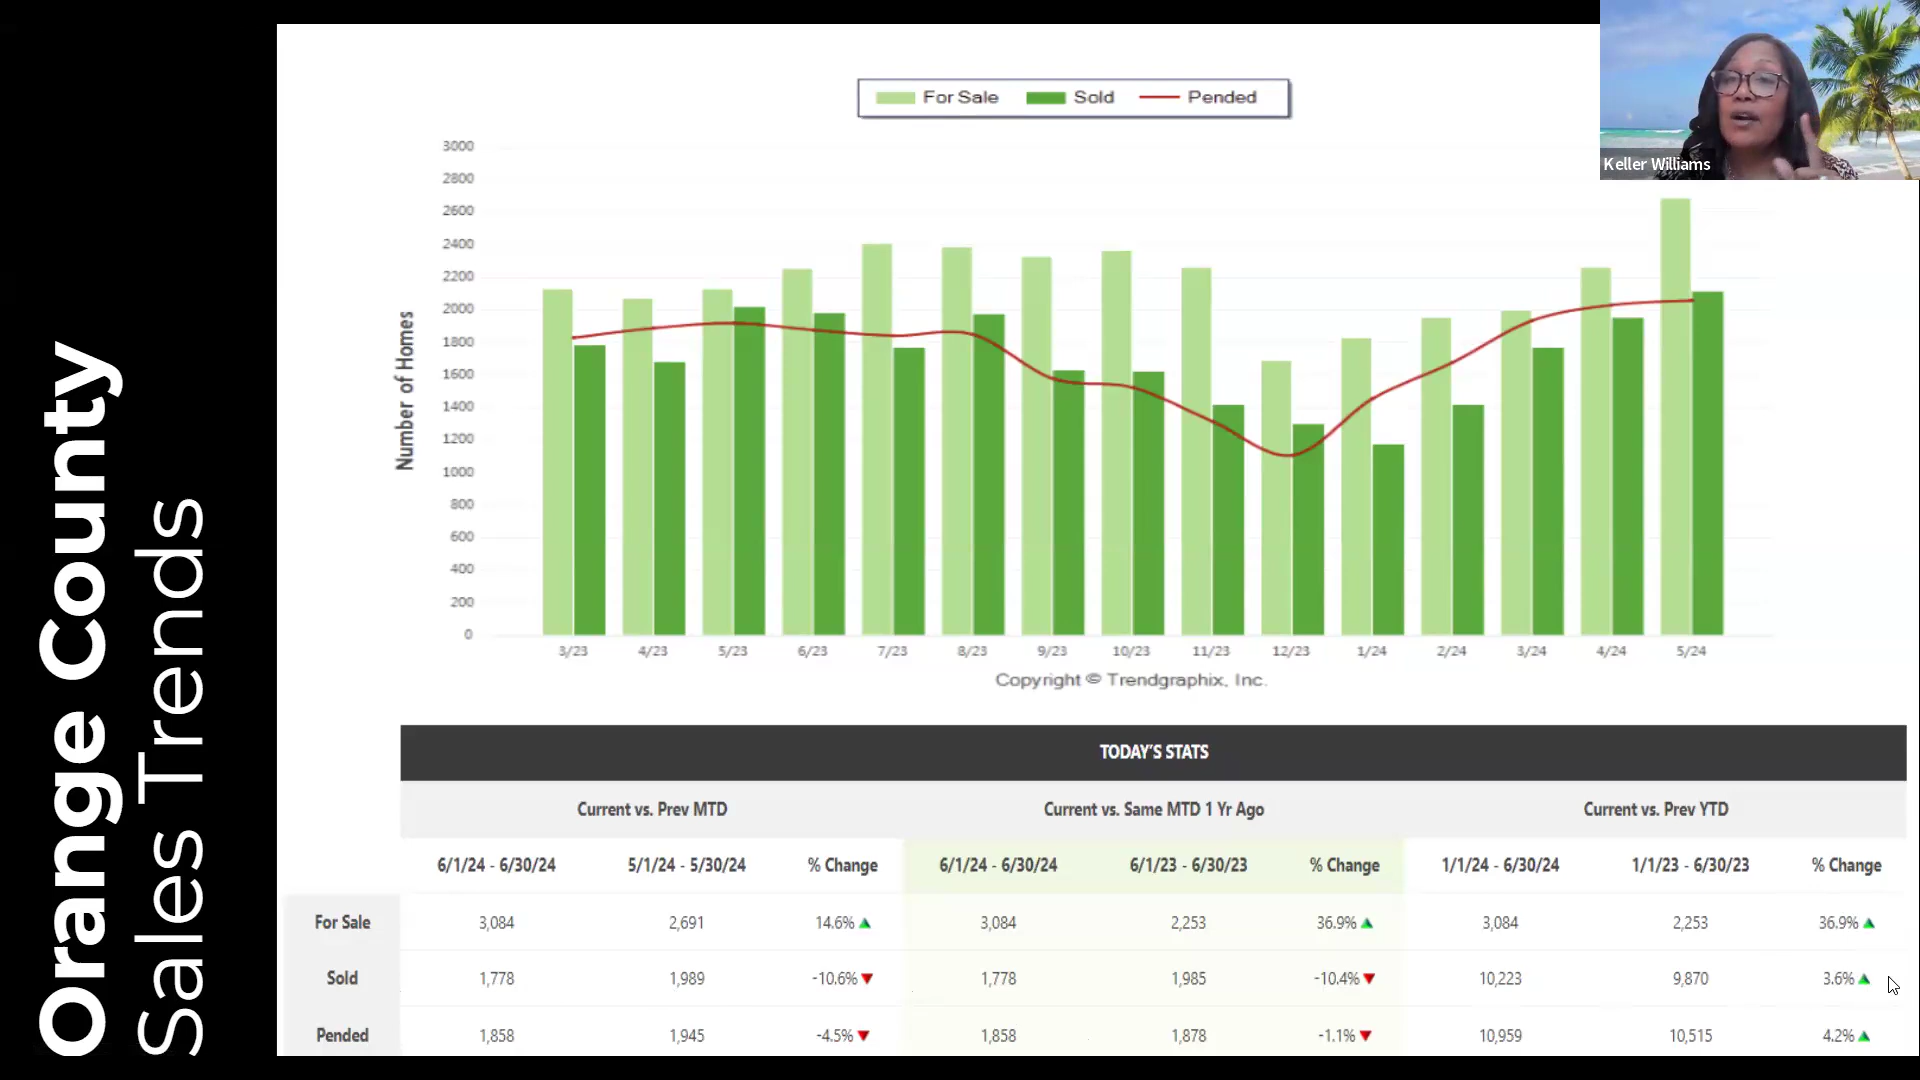 Orange County
Sales Trends
For Sale Sold Pended
Keller Williams
3000
2800
2600
2400
2200
2000
1800
1600
1400
1200
1000
800
600
400
200
0
Number of Homes
3/23 4/23 5/23 6/23 7/23 8/23 9/23 10/23 11/23 12/23 1/24 2/24 3/24 4/24 5/24
Copyright © Trendgraphix, Inc.
TODAY'S STATS
Current vs. Prev MTD Current vs. Same MTD 1 Yr Ago Current vs. Prev YTD
6/1/24 - 6/30/24 5/1/24 - 5/30/24 % Change 6/1/24 - 6/30/24 6/1/23 - 6/30/23 % Change 1/1/24 - 6/30/24 1/1/23 - 6/30/23 % Change
For Sale 3,084 2,691 14.6% 3,084 2,253 36.9% 3,084 2,253 36.9%
Sold 1,778 1,989 -10.6% 1,778 1,985 -10.4% 10,223 9,870 3.6%
Pended 1,858 1,945 -4.5% 1,858 1,878 -1.1% 10,959 10,515 4.2%